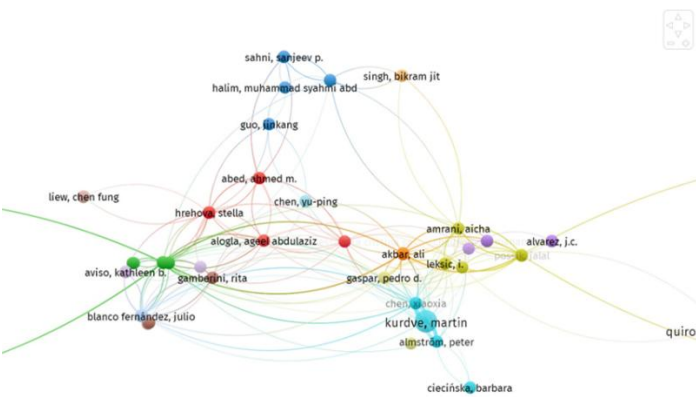 sahni, sanjeev p.
singh, bikram jit
halim, muhammad syahmi abd
guo, jinkang
abed, ahmed m.
liew, chen fung
chen, yu-ping
hrehova, stella
amrani, aicha
alogla, ageel abdulaziz
alvarez, j.c.
akbar, ali
leksic, i.
aviso, kathleen b.
gamberini, rita
gaspar, pedro d.
chen, xiaoxia
blanco fernández, julio
kurdve, martin
quiro
almström, peter
ciecińska, barbara